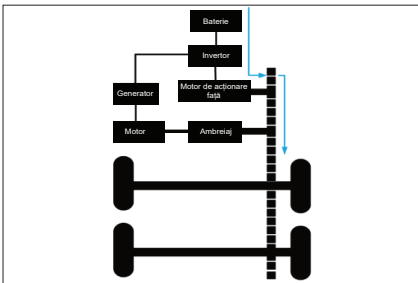 Baterie
Invertor
Motor de acționare
față
Generator
Motor
Ambreiaj